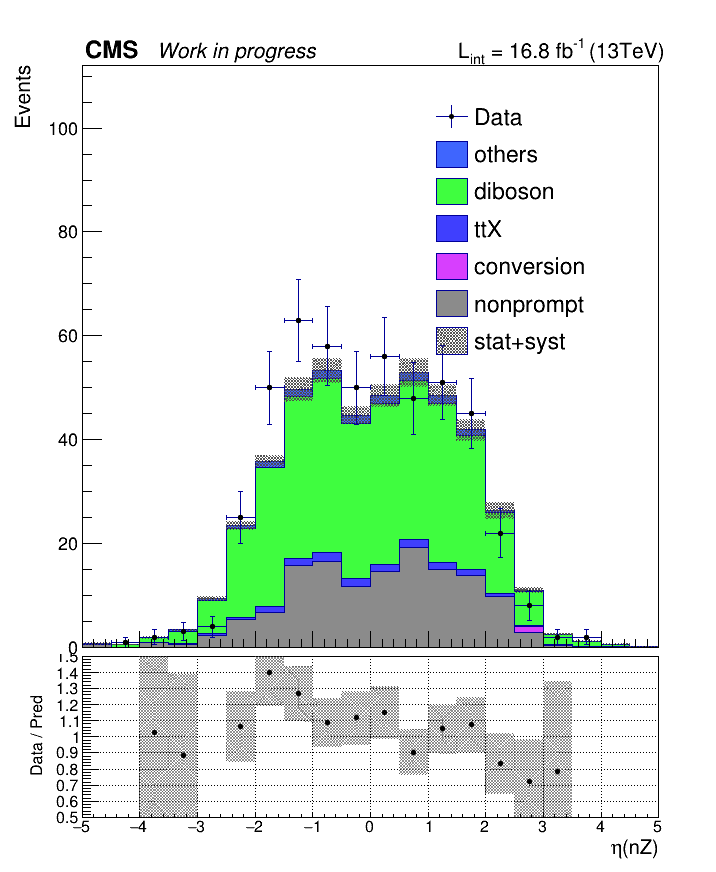 CMS Work in progress L_int = 16.8 fb^-1 (13TeV)
Events
100
80
60
40
20
0
Data
others
diboson
ttX
conversion
nonprompt
stat+syst
Data / Pred
1.5
1.4
1.3
1.2
1.1
1
0.9
0.8
0.7
0.6
0.5
−5 −4 −3 −2 −1 0 1 2 3 4 5
η(nZ)